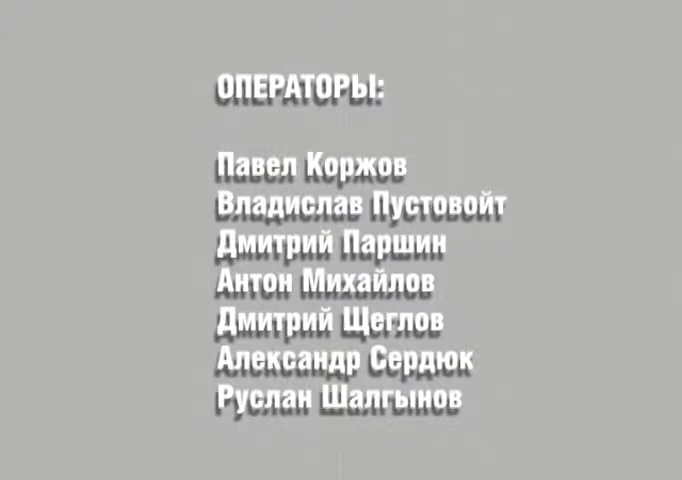 ОПЕРАТОРЫ:
Павел Коржов
Владислав Пустовойт
Дмитрий Паршин
Антон Михайлов
Дмитрий Щеглов
Александр Сердюк
Руслан Шалгынов